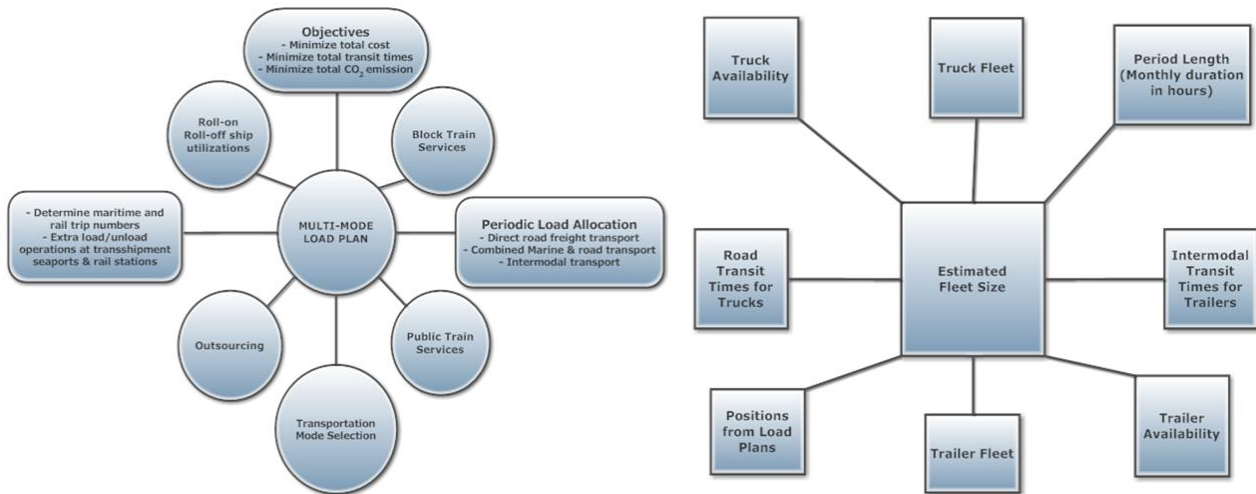 Objectives
- Minimize total cost
- Minimize total transit times
- Minimize total CO2 emission
Roll-on
Roll-off ship
utilizations
Block Train
Services
- Determine maritime and
rail trip numbers
- Extra load/unload
operations at transshipment
seaports & rail stations
MULTI-MODE
LOAD PLAN
Periodic Load Allocation
- Direct road freight transport
- Combined Marine & road transport
- Intermodal transport
Outsourcing
Public Train
Services
Transportation
Mode Selection
Truck
Availability
Truck Fleet
Period Length
(Monthly duration
in hours)
Road
Transit
Times for
Trucks
Estimated
Fleet Size
Intermodal
Transit
Times for
Trailers
Positions
from Load
Plans
Trailer Fleet
Trailer
Availability